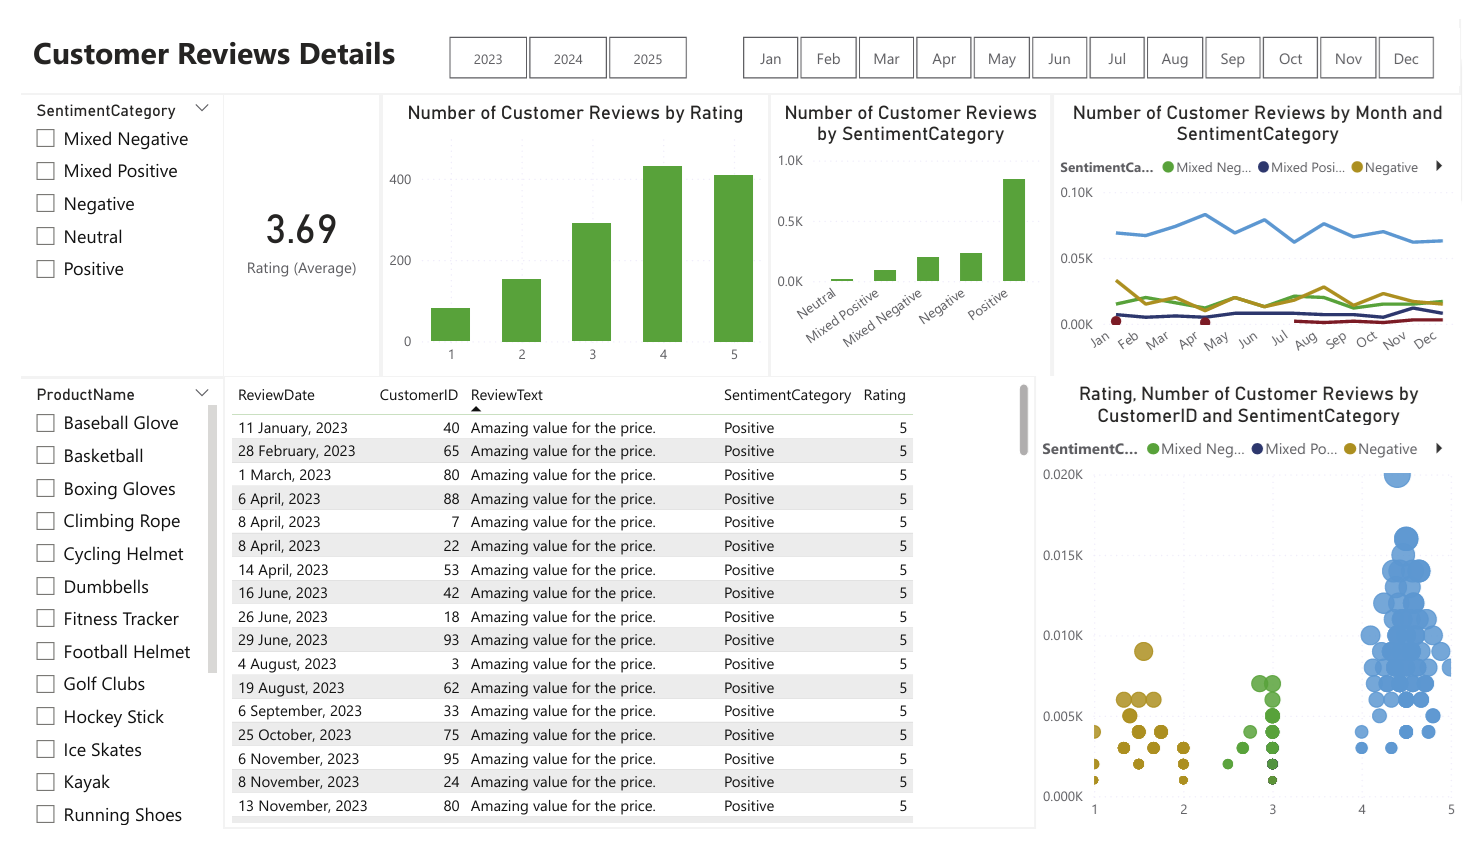 Customer Reviews Details
2023 2024 2025
Jan Feb Mar Apr May Jun Jul Aug Sep Oct Nov Dec
SentimentCategory
Mixed Negative
Mixed Positive
Negative
Neutral
Positive
3.69
Rating (Average)
Number of Customer Reviews by Rating
400
200
0
1 2 3 4 5
Number of Customer Reviews
by SentimentCategory
1.0K
0.5K
0.0K
Neutral Mixed Positive Mixed Negative Negative Positive
Number of Customer Reviews by Month and
SentimentCategory
SentimentCa... Mixed Neg... Mixed Posi... Negative
0.10K
0.05K
0.00K
Jan Feb Mar Apr May Jun Jul Aug Sep Oct Nov Dec
ProductName
Baseball Glove
Basketball
Boxing Gloves
Climbing Rope
Cycling Helmet
Dumbbells
Fitness Tracker
Football Helmet
Golf Clubs
Hockey Stick
Ice Skates
Kayak
Running Shoes
ReviewDate CustomerID ReviewText SentimentCategory Rating
11 January, 2023 40 Amazing value for the price. Positive 5
28 February, 2023 65 Amazing value for the price. Positive 5
1 March, 2023 80 Amazing value for the price. Positive 5
6 April, 2023 88 Amazing value for the price. Positive 5
8 April, 2023 7 Amazing value for the price. Positive 5
8 April, 2023 22 Amazing value for the price. Positive 5
14 April, 2023 53 Amazing value for the price. Positive 5
16 June, 2023 42 Amazing value for the price. Positive 5
26 June, 2023 18 Amazing value for the price. Positive 5
29 June, 2023 93 Amazing value for the price. Positive 5
4 August, 2023 3 Amazing value for the price. Positive 5
19 August, 2023 62 Amazing value for the price. Positive 5
6 September, 2023 33 Amazing value for the price. Positive 5
25 October, 2023 75 Amazing value for the price. Positive 5
6 November, 2023 95 Amazing value for the price. Positive 5
8 November, 2023 24 Amazing value for the price. Positive 5
13 November, 2023 80 Amazing value for the price. Positive 5
Rating, Number of Customer Reviews by
CustomerID and SentimentCategory
SentimentC... Mixed Neg... Mixed Po... Negative
0.020K
0.015K
0.010K
0.005K
0.000K
1 2 3 4 5